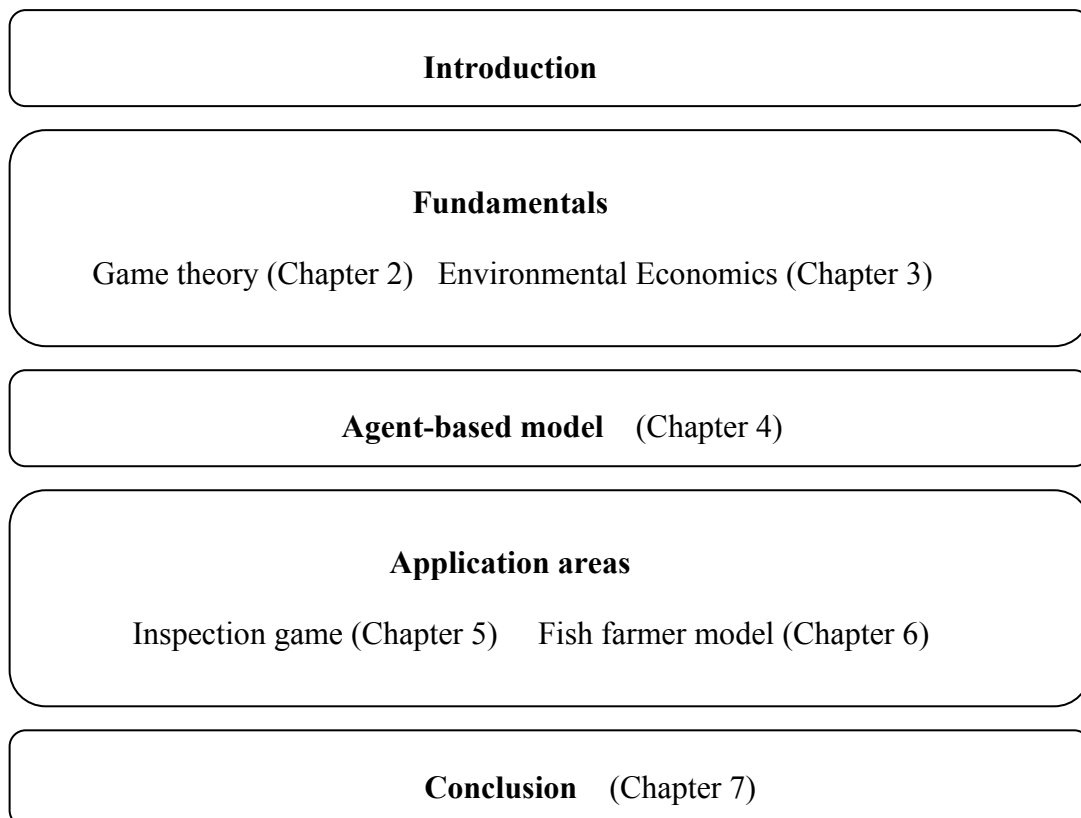 Introduction
Fundamentals
Game theory (Chapter 2) Environmental Economics (Chapter 3)
Agent-based model (Chapter 4)
Application areas
Inspection game (Chapter 5) Fish farmer model (Chapter 6)
Conclusion (Chapter 7)